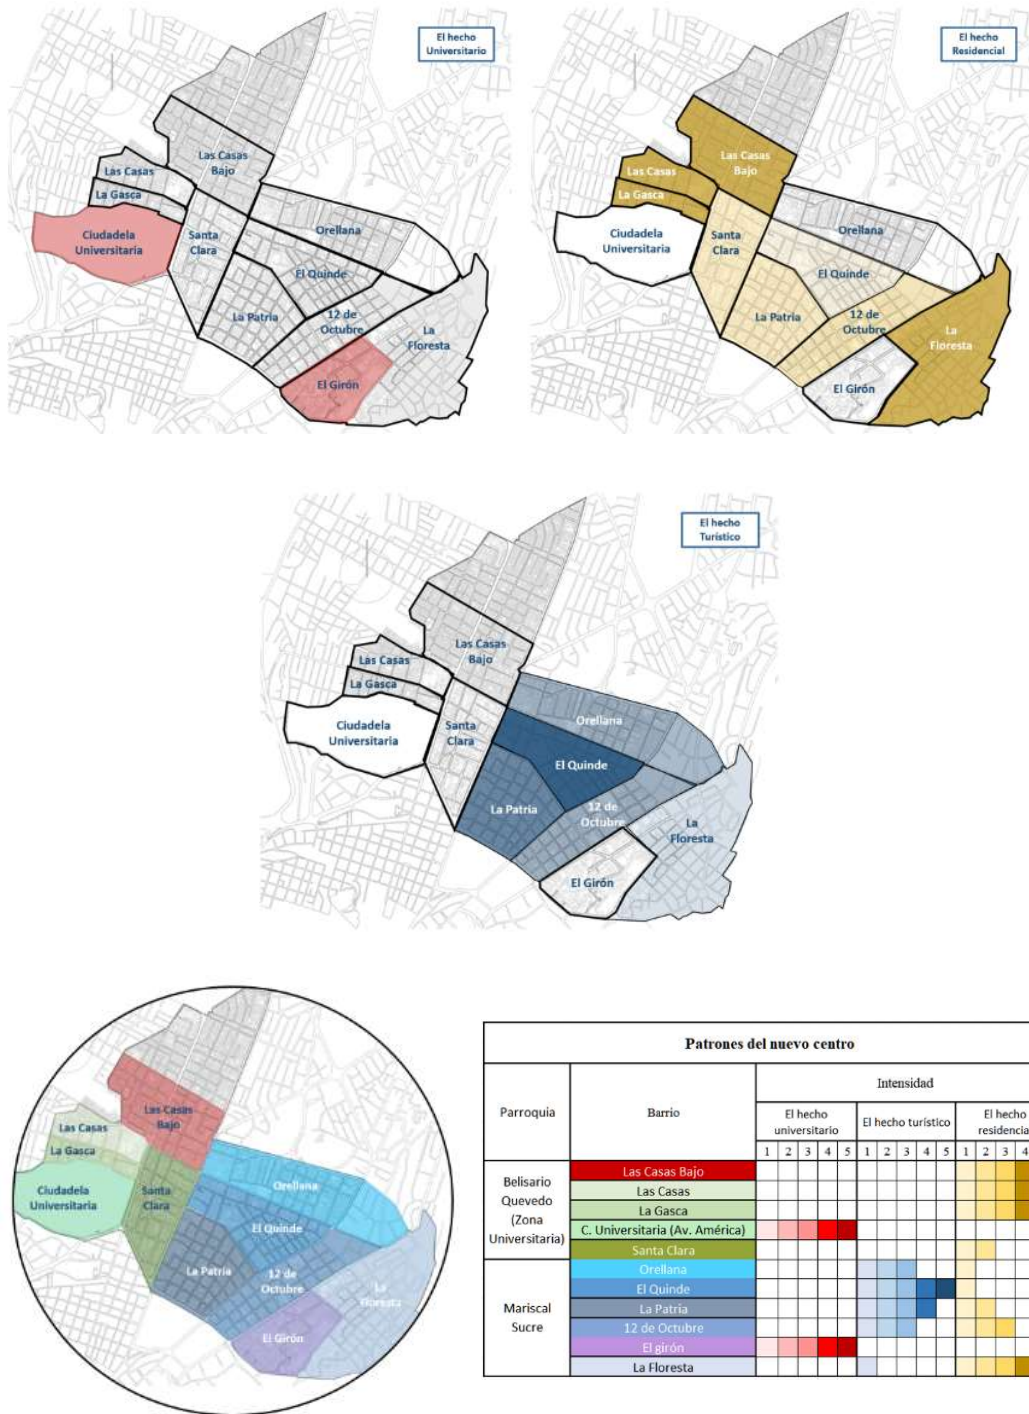 El hecho
Universitario
Las Casas
Bajo
Las Casas
La Gasca
Ciudadela
Universitaria
Santa
Clara
Orellana
El Quinde
La Patria
12 de
Octubre
La
Floresta
El Girón
El hecho
Residencial
Las Casas
Bajo
Las Casas
La Gasca
Ciudadela
Universitaria
Santa
Clara
Orellana
El Quinde
La Patria
12 de
Octubre
La
Floresta
El Girón
El hecho
Turístico
Las Casas
Bajo
Las Casas
La Gasca
Ciudadela
Universitaria
Santa
Clara
Orellana
El Quinde
La Patria
12 de
Octubre
La
Floresta
El Girón
Las Casas
Bajo
Las Casas
La Gasca
Ciudadela
Universitaria
Santa
Clara
Orellana
El Quinde
La Patria
12 de
Octubre
La
Floresta
El Girón
Patrones del nuevo centro
Parroquia
Barrio
Intensidad
El hecho
universitario
El hecho turístico
El hecho
residencia
1 2 3 4 5 1 2 3 4 5 1 2 3 4
Belisario
Quevedo
(Zona
Universitaria)
Las Casas Bajo
Las Casas
La Gasca
C. Universitaria (Av. América)
Santa Clara
Mariscal
Sucre
Orellana
El Quinde
La Patria
12 de Octubre
El girón
La Floresta